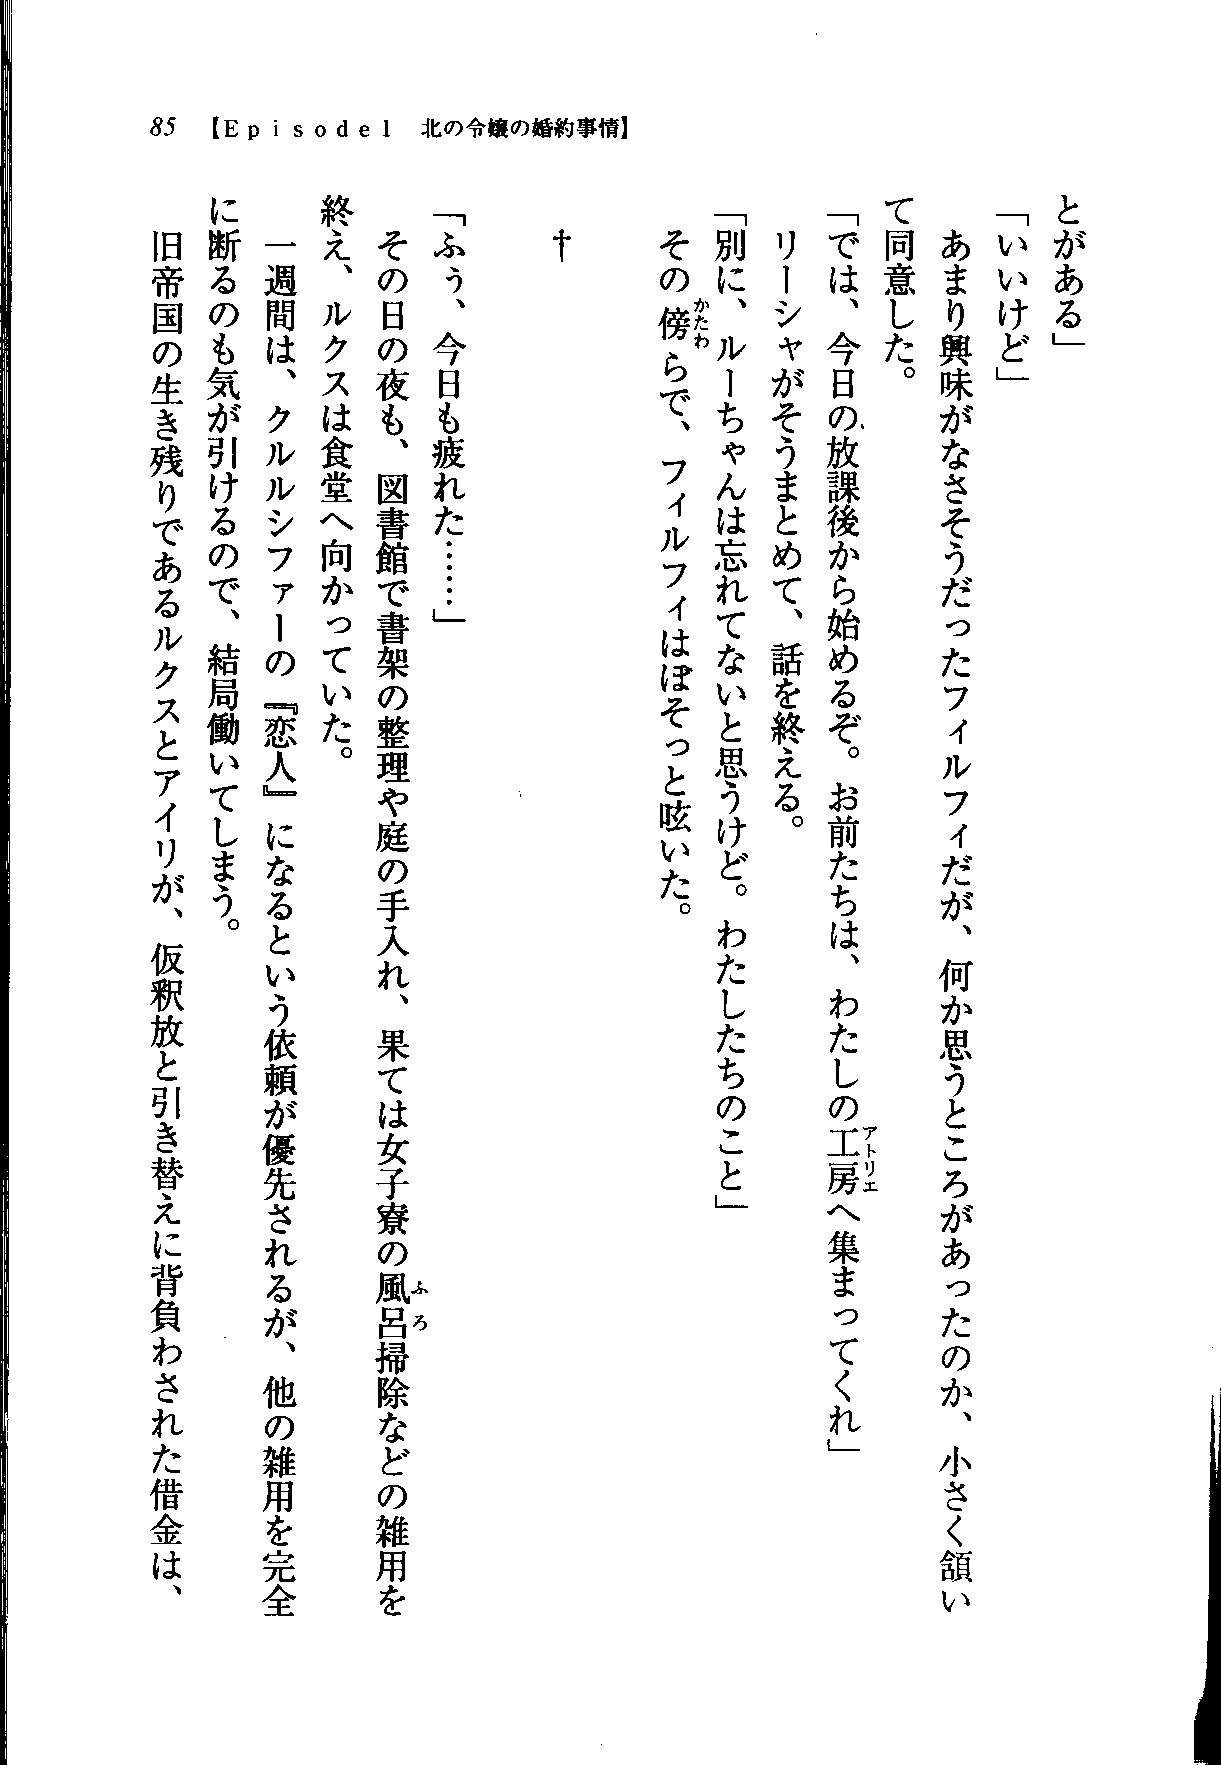 85 【Episode1 北の令嬢の婚約事情】
とがある」
「いいけど」
あまり興味がなさそうだったフィルフィだが、何か思うところがあったのか、小さく頷い
て同意した。
「では、今日の放課後から始めるぞ。お前たちは、わたしの工房へ集まってくれ」
アトリエ
リーシャがそうまとめて、話を終える。
「別に、ルーちゃんは忘れてないと思うけど。わたしたちのこと」
その傍らで、フィルフィはぼそっと呟いた。
かたわ
†
「ふぅ、今日も疲れた……」
その日の夜も、図書館で書架の整理や庭の手入れ、果ては女子寮の風呂掃除などの雑用を
ふろ
終え、ルクスは食堂へ向かっていた。
一週間は、クルルシファーの『恋人』になるという依頼が優先されるが、他の雑用を完全
に断るのも気が引けるので、結局働いてしまう。
旧帝国の生き残りであるルクスとアイリが、仮釈放と引き替えに背負わされた借金は、